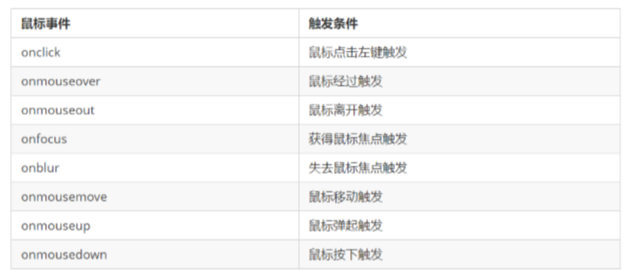 鼠标事件 触发条件
onclick 鼠标点击左键触发
onmouseover 鼠标经过触发
onmouseout 鼠标离开触发
onfocus 获得鼠标焦点触发
onblur 失去鼠标焦点触发
onmousemove 鼠标移动触发
onmouseup 鼠标弹起触发
onmousedown 鼠标按下触发